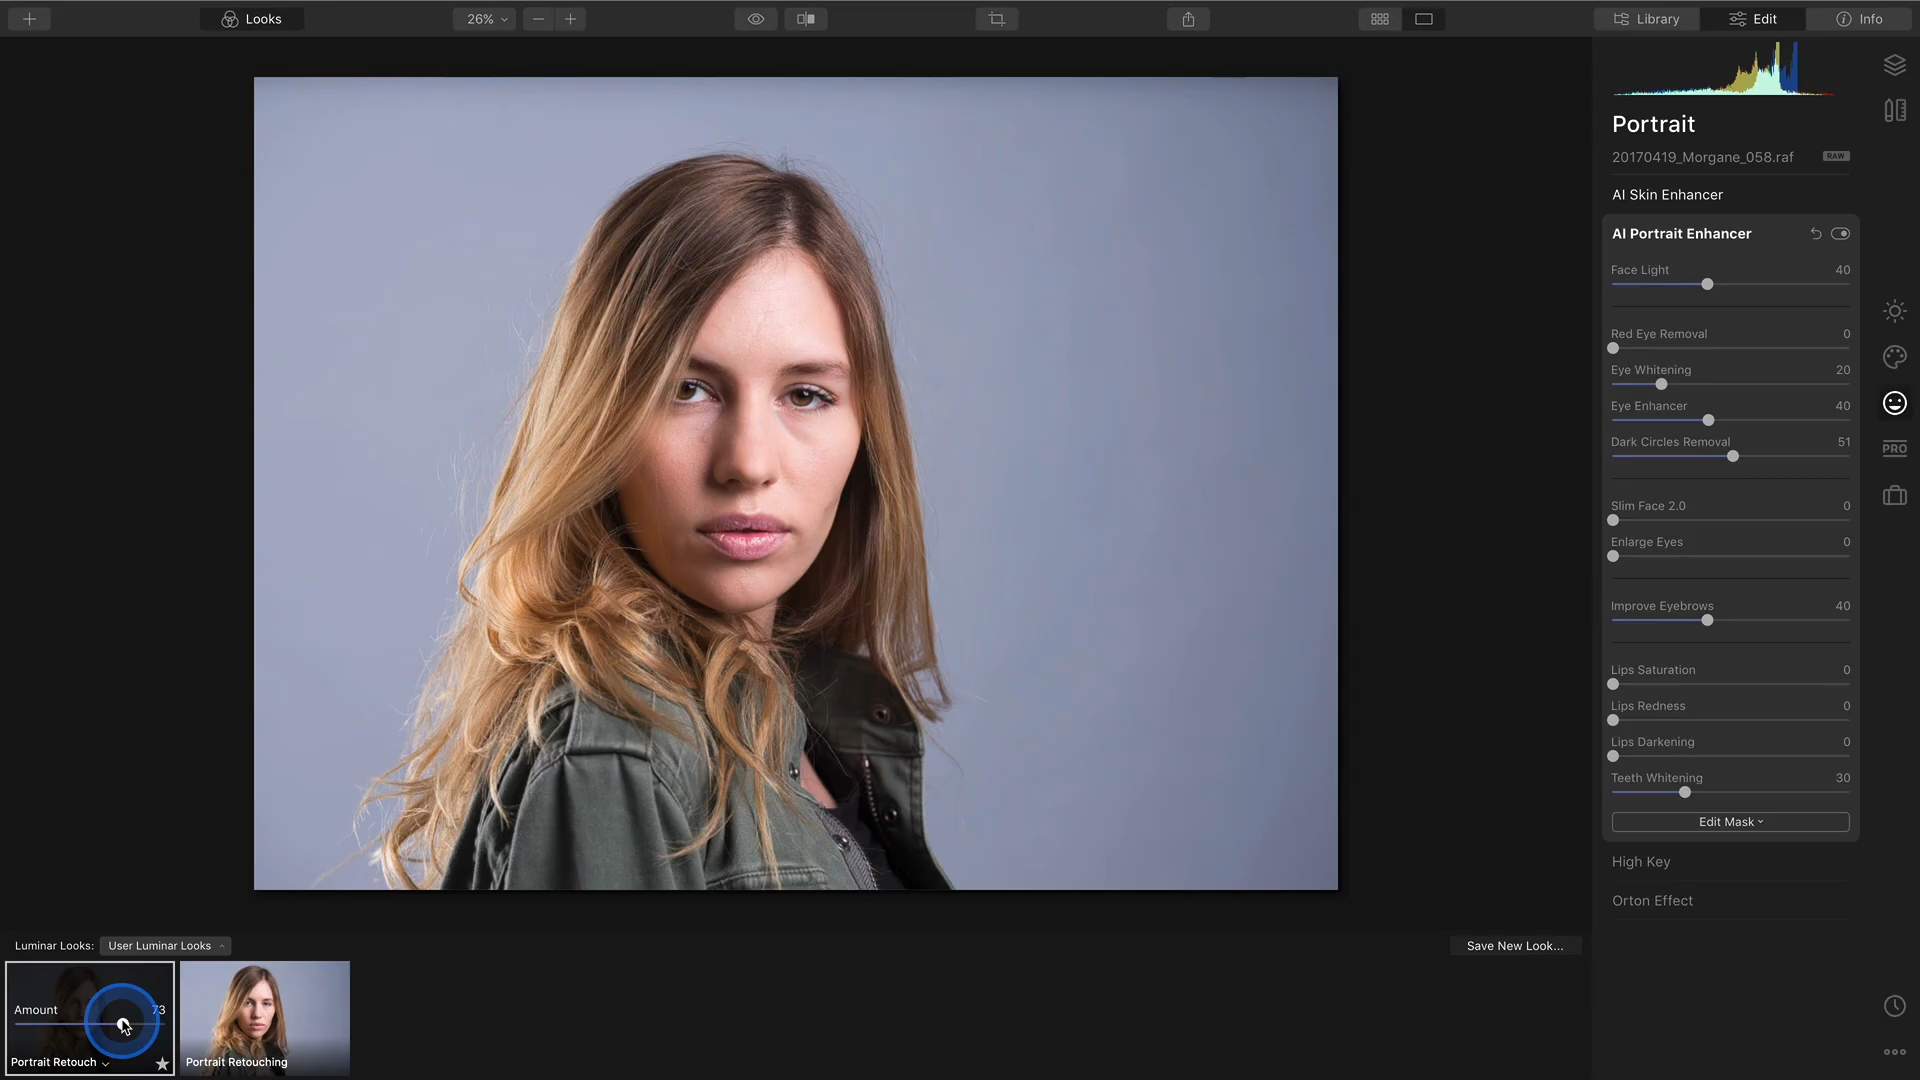 Looks
26%
Library
Edit
Info
Portrait
20170419_Morgane_058.raf
RAW
AI Skin Enhancer
AI Portrait Enhancer
Face Light 40
Red Eye Removal 0
Eye Whitening 20
Eye Enhancer 40
Dark Circles Removal 51
Slim Face 2.0 0
Enlarge Eyes 0
Improve Eyebrows 40
Lips Saturation 0
Lips Redness 0
Lips Darkening 0
Teeth Whitening 30
Edit Mask
High Key
Orton Effect
PRO
Luminar Looks: User Luminar Looks
Save New Look...
Amount 73
Portrait Retouch
Portrait Retouching